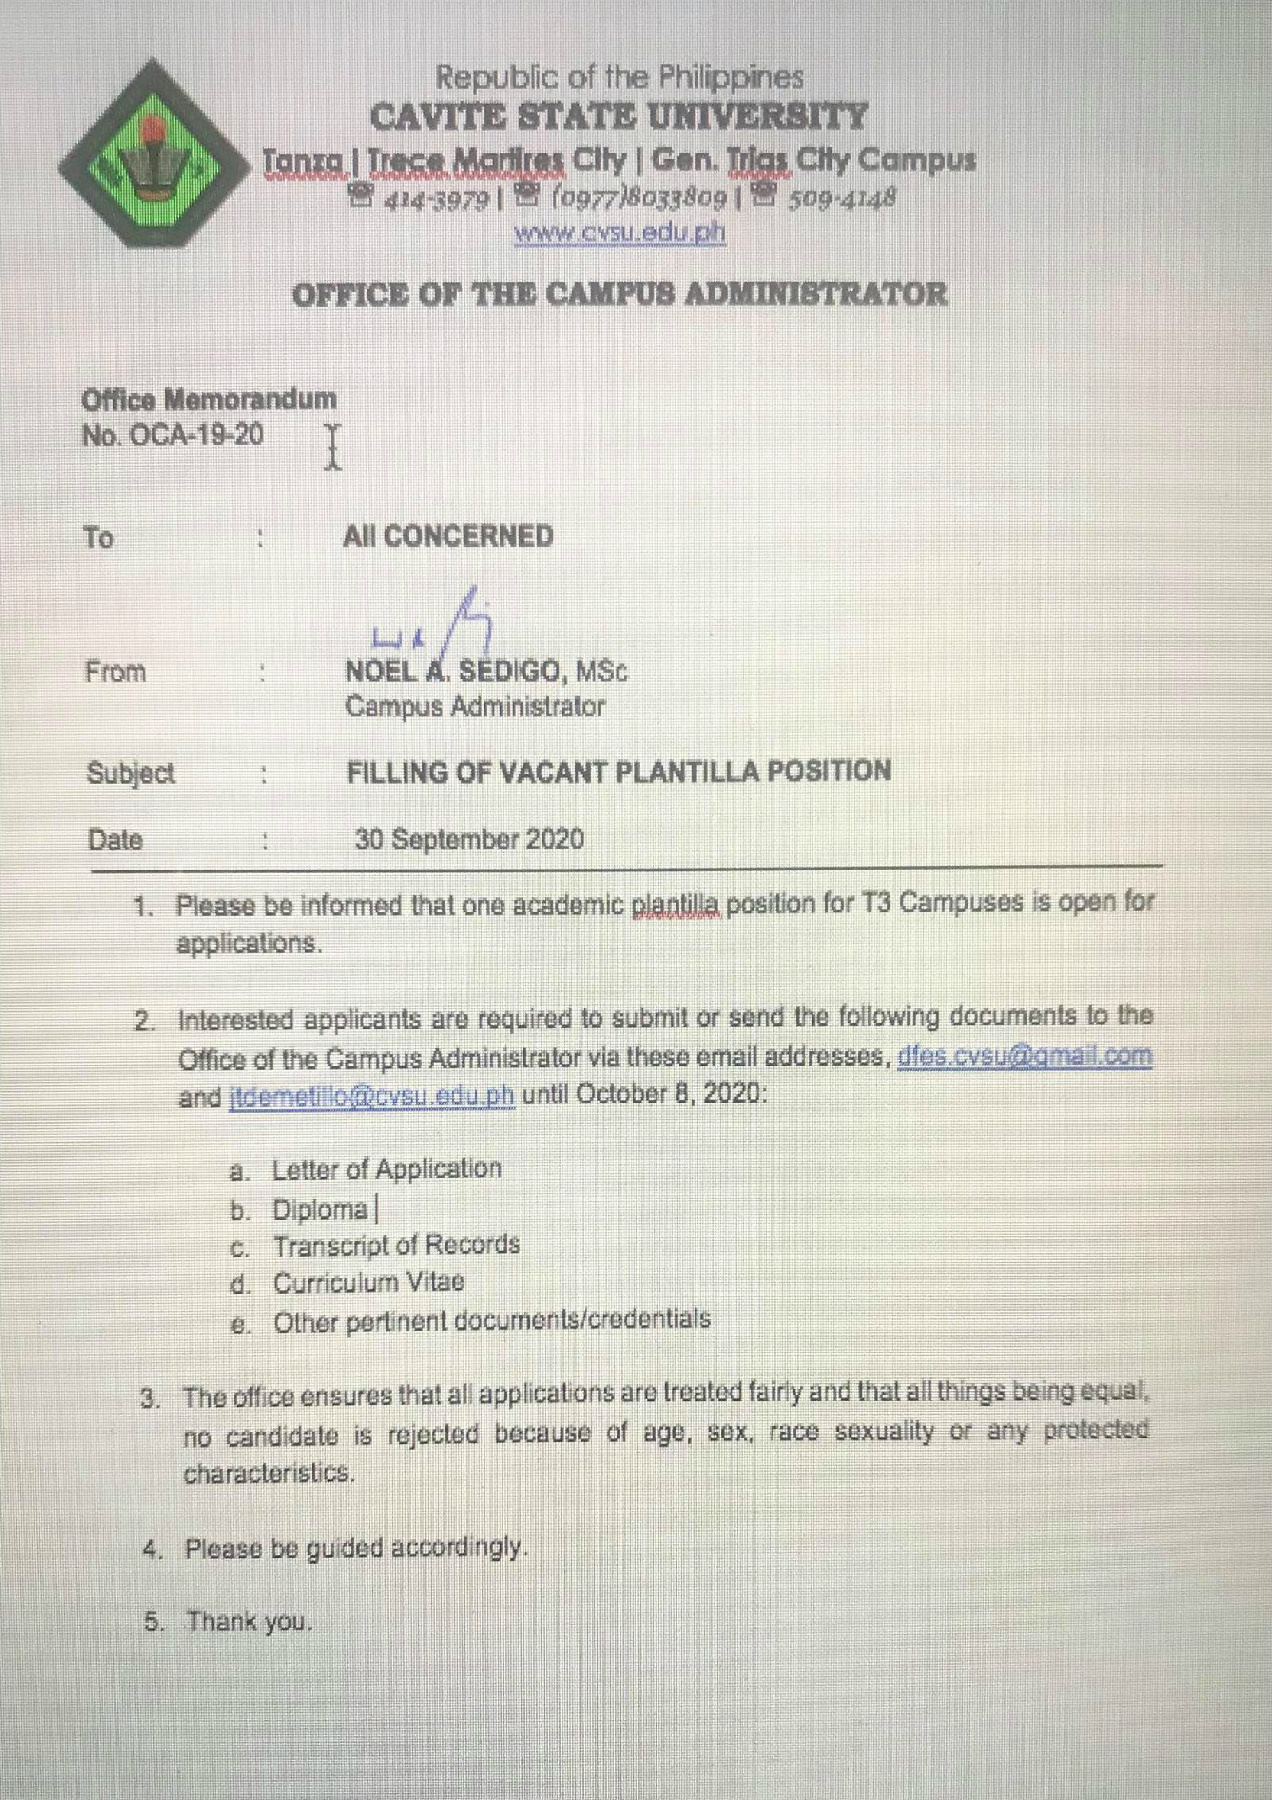 Republic of the Philippines
CAVITE STATE UNIVERSITY
Tanza | Trece Martires City | Gen. Trias City Campus
☎ 414-3979 | ☎ (0977)8033809 | ☎ 509-4148
www.cvsu.edu.ph
OFFICE OF THE CAMPUS ADMINISTRATOR
Office Memorandum
No. OCA-19-20
To : All CONCERNED
From : NOEL A. SEDIGO, MSc
Campus Administrator
Subject : FILLING OF VACANT PLANTILLA POSITION
Date : 30 September 2020
1. Please be informed that one academic plantilla position for T3 Campuses is open for
applications.
2. Interested applicants are required to submit or send the following documents to the
Office of the Campus Administrator via these email addresses, dfes.cvsu@gmail.com
and jtdemetillo@cvsu.edu.ph until October 8, 2020:
a. Letter of Application
b. Diploma
c. Transcript of Records
d. Curriculum Vitae
e. Other pertinent documents/credentials
3. The office ensures that all applications are treated fairly and that all things being equal,
no candidate is rejected because of age, sex, race sexuality or any protected
characteristics.
4. Please be guided accordingly.
5. Thank you.